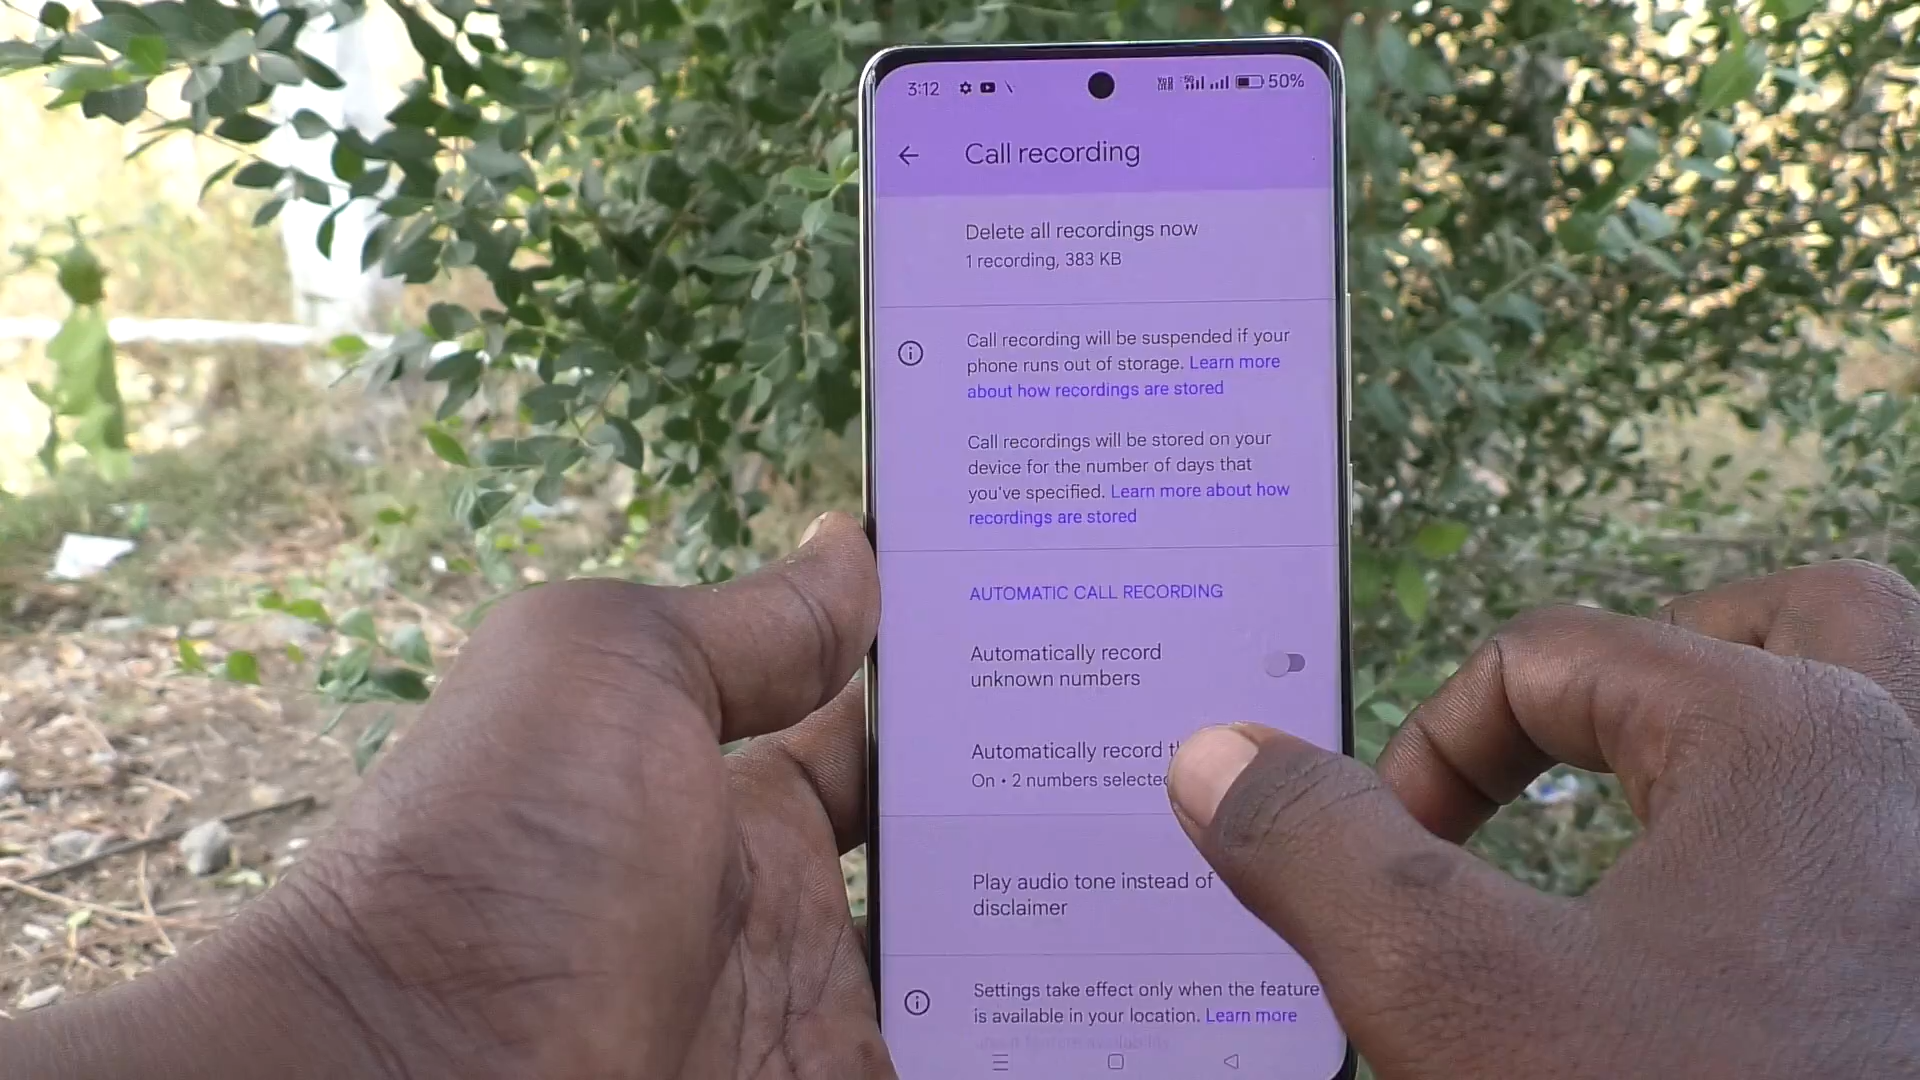 3:12 50%
Call recording
Delete all recordings now
1 recording, 383 KB
Call recording will be suspended if your
phone runs out of storage. Learn more
about how recordings are stored
Call recordings will be stored on your
device for the number of days that
you've specified. Learn more about how
recordings are stored
AUTOMATIC CALL RECORDING
Automatically record
unknown numbers
Automatically record
On • 2 numbers selected
Play audio tone instead of
disclaimer
Settings take effect only when the feature
is available in your location. Learn more